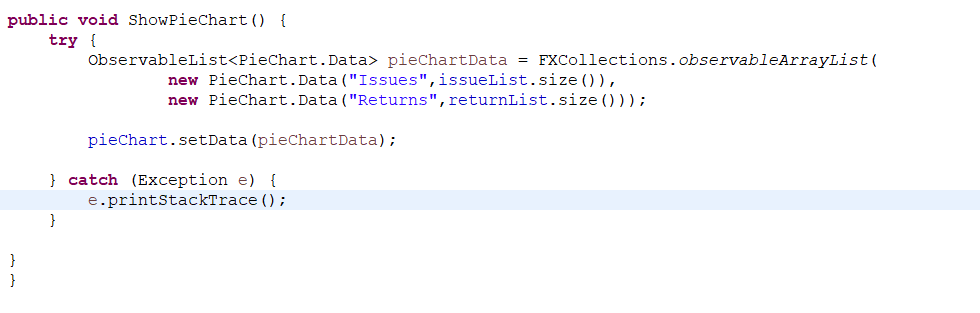 public void ShowPieChart() {
try {
ObservableList<PieChart.Data> pieChartData = FXCollections.observableArrayList(
new PieChart.Data("Issues",issueList.size()),
new PieChart.Data("Returns",returnList.size()));
pieChart.setData(pieChartData);
} catch (Exception e) {
e.printStackTrace();
}
}
}